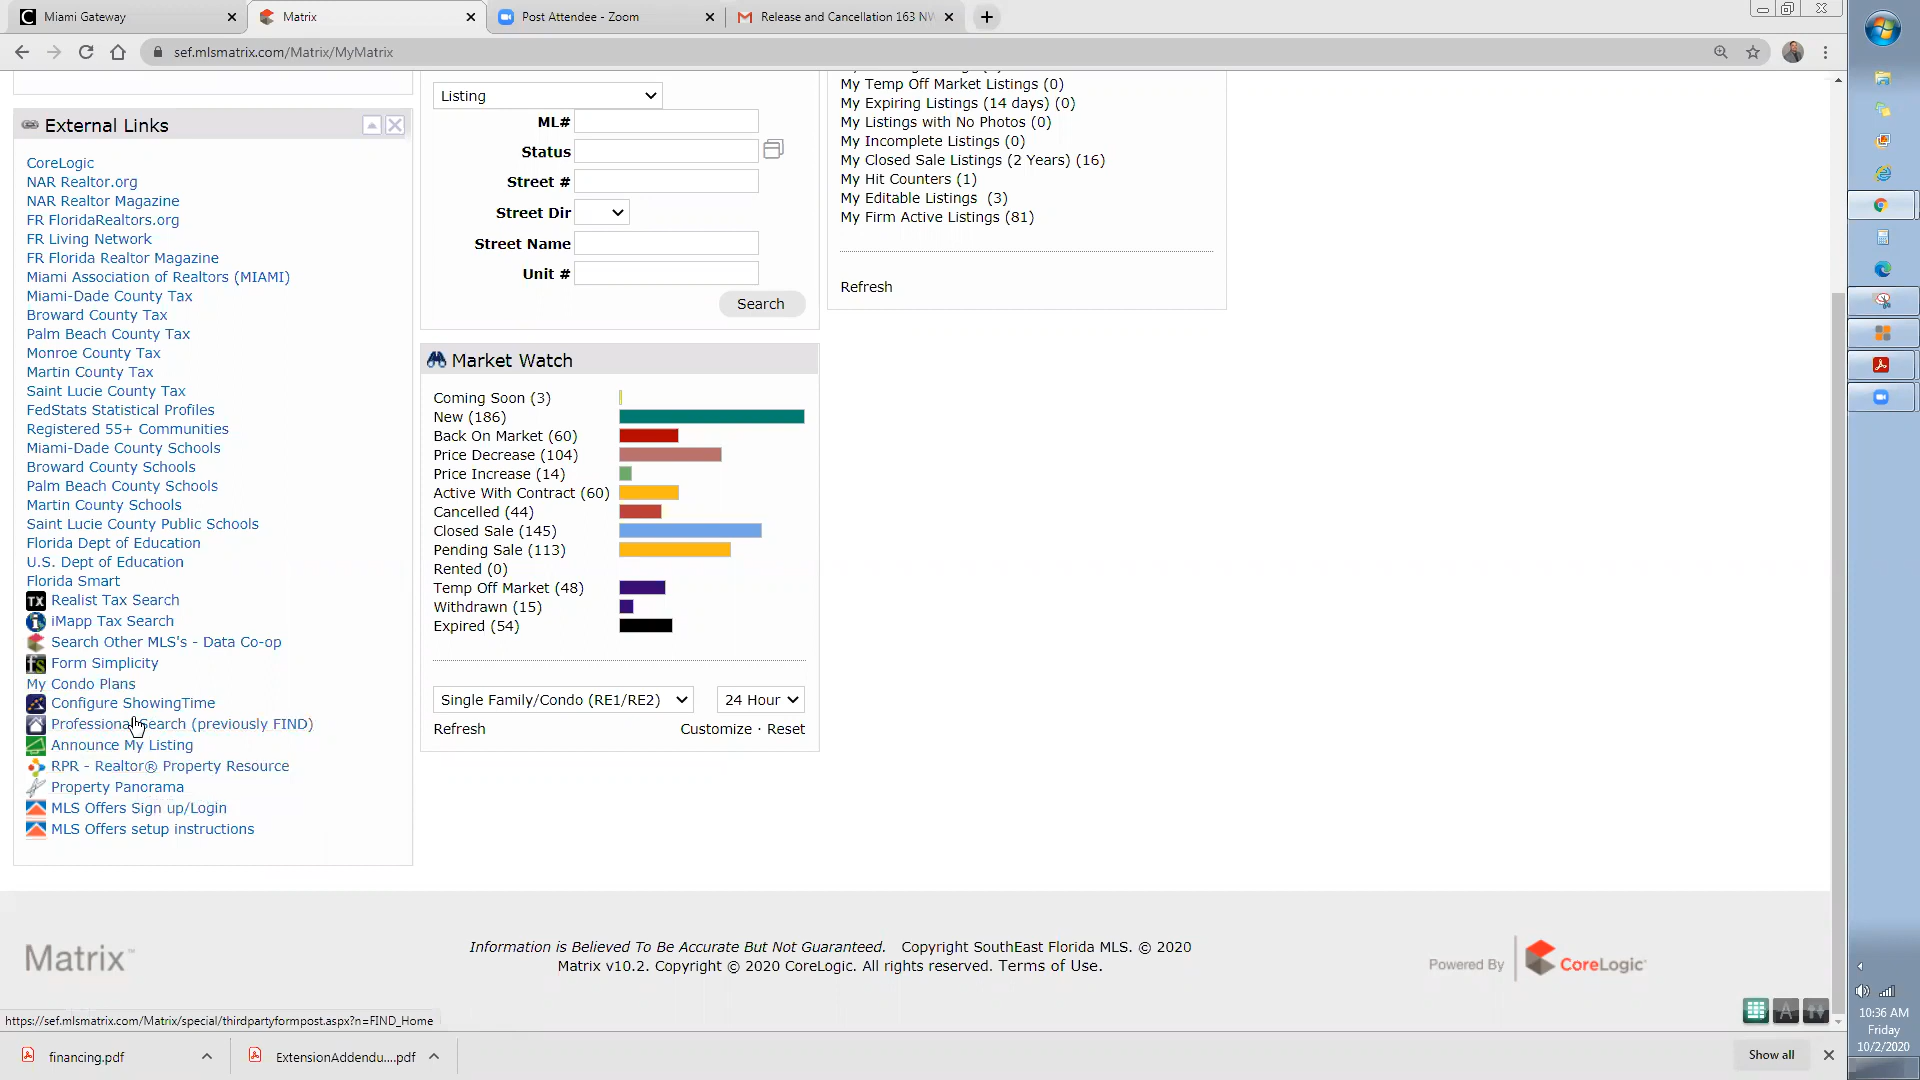 Miami Gateway
Matrix
Post Attendee - Zoom
Release and Cancellation 163 NW
sef.mlsmatrix.com/Matrix/MyMatrix
External Links
CoreLogic
NAR Realtor.org
NAR Realtor Magazine
FR FloridaRealtors.org
FR Living Network
FR Florida Realtor Magazine
Miami Association of Realtors (MIAMI)
Miami-Dade County Tax
Broward County Tax
Palm Beach County Tax
Monroe County Tax
Martin County Tax
Saint Lucie County Tax
FedStats Statistical Profiles
Registered 55+ Communities
Miami-Dade County Schools
Broward County Schools
Palm Beach County Schools
Martin County Schools
Saint Lucie County Public Schools
Florida Dept of Education
U.S. Dept of Education
Florida Smart
TX Realist Tax Search
iMapp Tax Search
Search Other MLS's - Data Co-op
fs Form Simplicity
My Condo Plans
Configure ShowingTime
Professional Search (previously FIND)
Announce My Listing
RPR - Realtor® Property Resource
Property Panorama
MLS Offers Sign up/Login
MLS Offers setup instructions
Listing
ML#
Status
Street #
Street Dir
Street Name
Unit #
Search
Market Watch
Coming Soon (3)
New (186)
Back On Market (60)
Price Decrease (104)
Price Increase (14)
Active With Contract (60)
Cancelled (44)
Closed Sale (145)
Pending Sale (113)
Rented (0)
Temp Off Market (48)
Withdrawn (15)
Expired (54)
Single Family/Condo (RE1/RE2)
24 Hour
Refresh
Customize · Reset
My Temp Off Market Listings (0)
My Expiring Listings (14 days) (0)
My Listings with No Photos (0)
My Incomplete Listings (0)
My Closed Sale Listings (2 Years) (16)
My Hit Counters (1)
My Editable Listings (3)
My Firm Active Listings (81)
Refresh
Matrix™
Information is Believed To Be Accurate But Not Guaranteed. Copyright SouthEast Florida MLS. © 2020
Matrix v10.2. Copyright © 2020 CoreLogic. All rights reserved. Terms of Use.
Powered By
CoreLogic
https://sef.mlsmatrix.com/Matrix/special/thirdpartyformpost.aspx?n=FIND_Home
financing.pdf
ExtensionAddendu....pdf
Show all
10:36 AM
Friday
10/2/2020